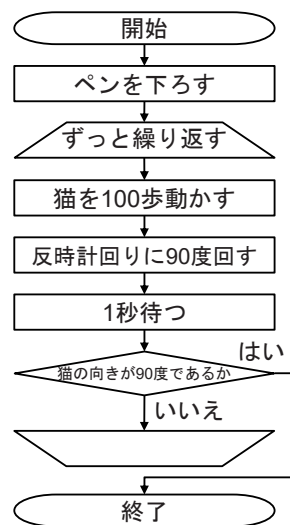 開始
ペンを下ろす
ずっと繰り返す
猫を100歩動かす
反時計回りに90度回す
1秒待つ
猫の向きが90度であるか
はい
いいえ
終了